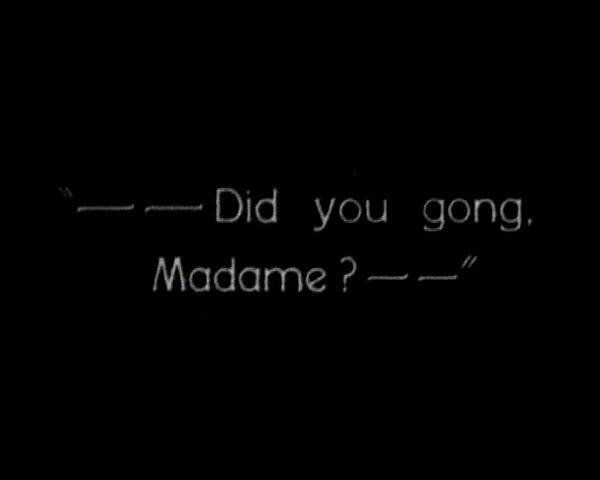 "— — Did you gong,
Madame? — —"